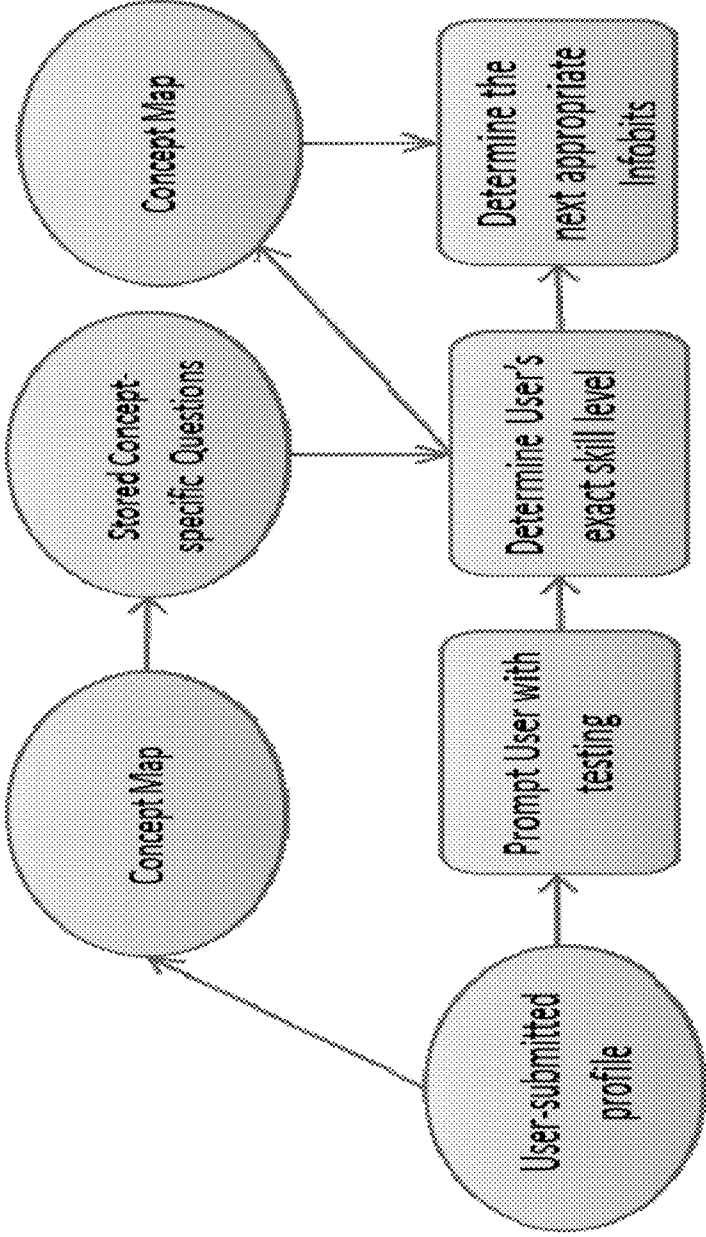 Concept Map
Stored Concept-
specific Questions
Concept Map
User-submitted
profile
Prompt User with
testing
Determine User's
exact skill level
Determine the
next appropriate
Infobits